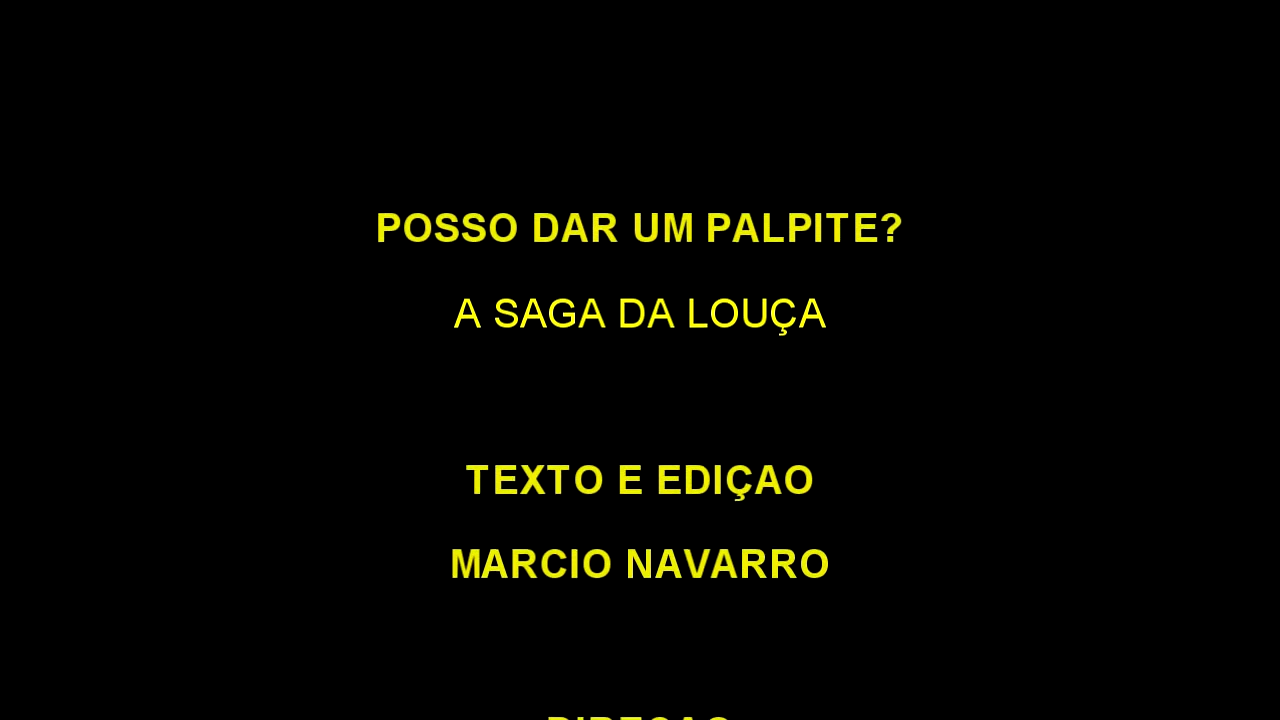 POSSO DAR UM PALPITE?
A SAGA DA LOUÇA
TEXTO E EDIÇAO
MARCIO NAVARRO